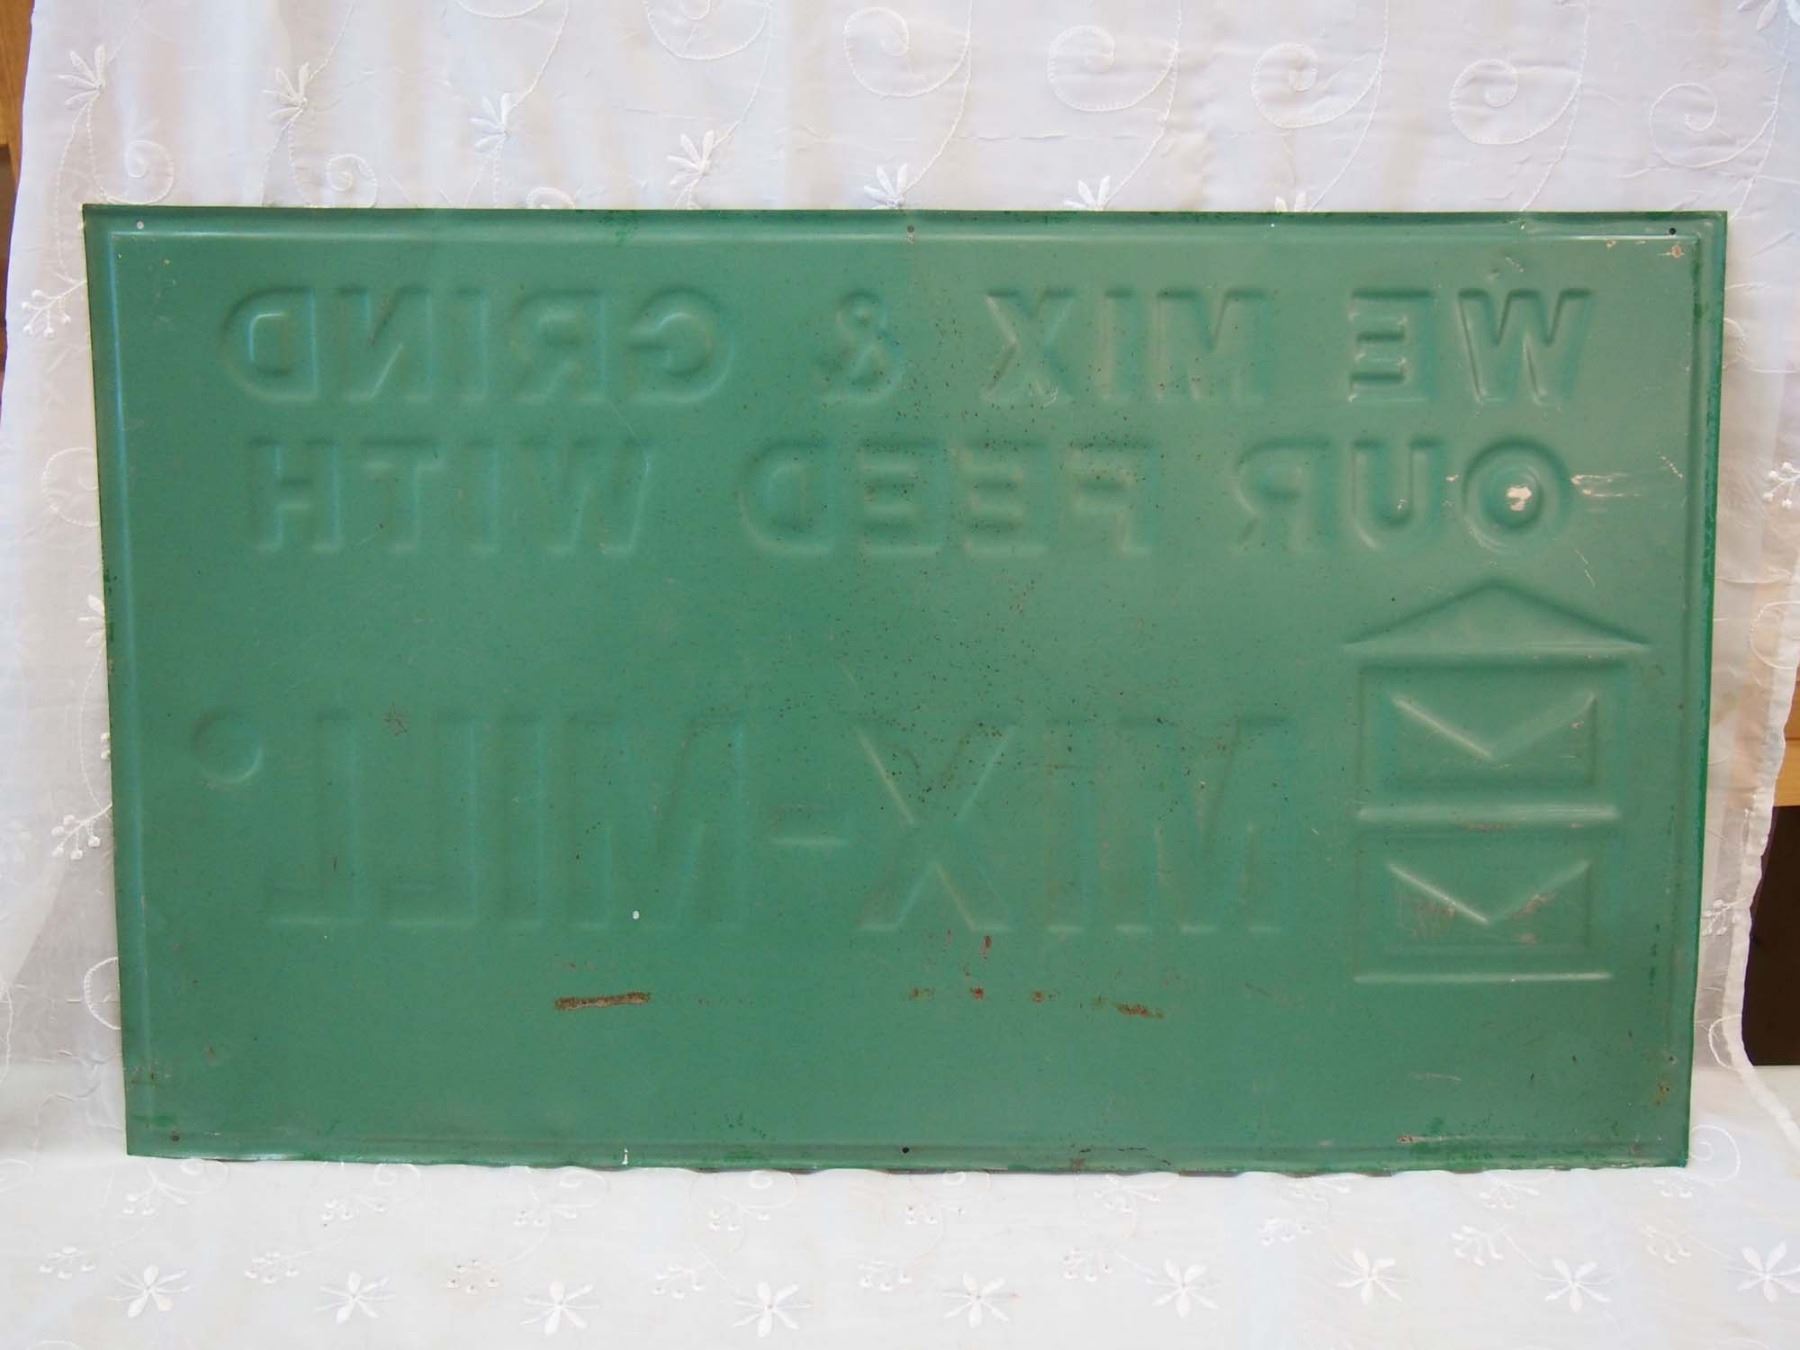 WE MIX & GRIND
OUR FEED WITH
MIX-MILL